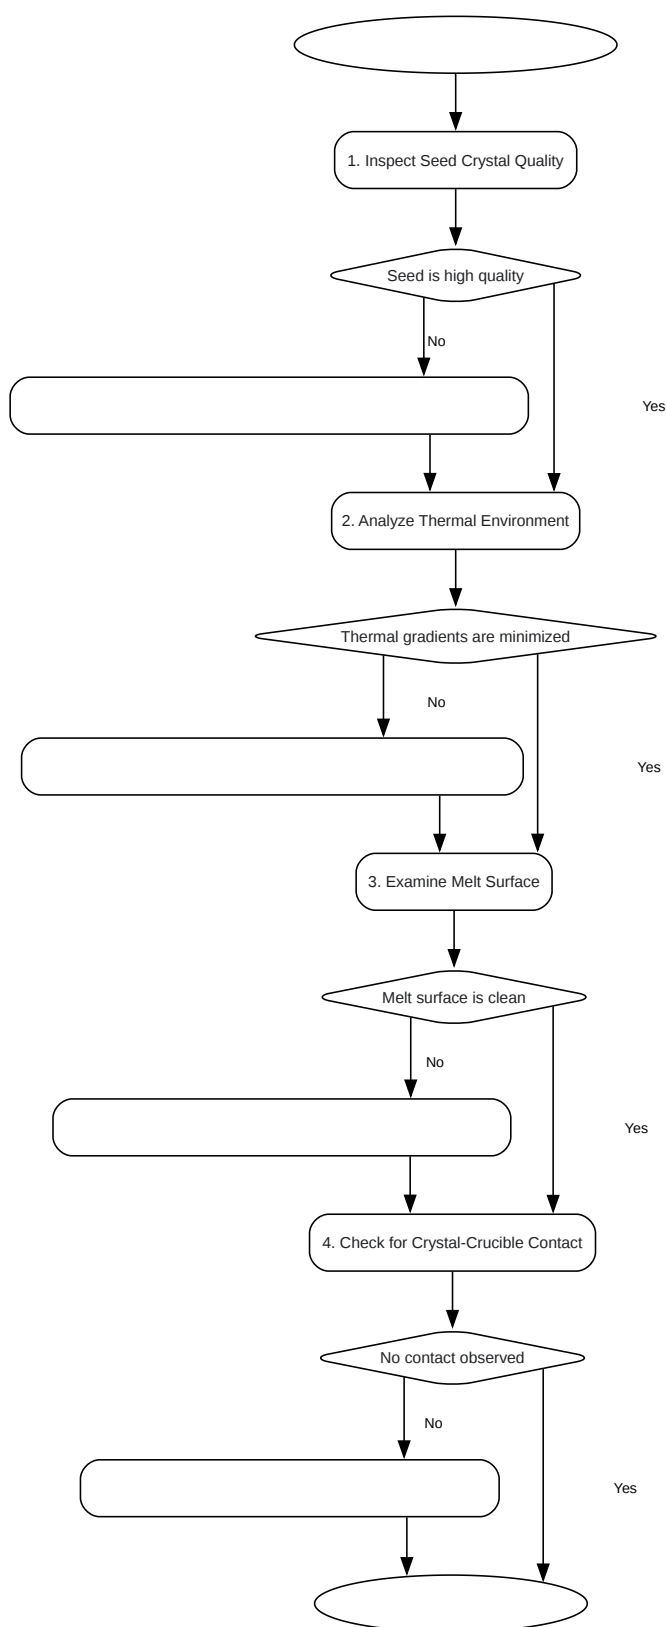 1. Inspect Seed Crystal Quality
Seed is high quality
No
Yes
2. Analyze Thermal Environment
Thermal gradients are minimized
No
Yes
3. Examine Melt Surface
Melt surface is clean
No
Yes
4. Check for Crystal-Crucible Contact
No contact observed
No
Yes